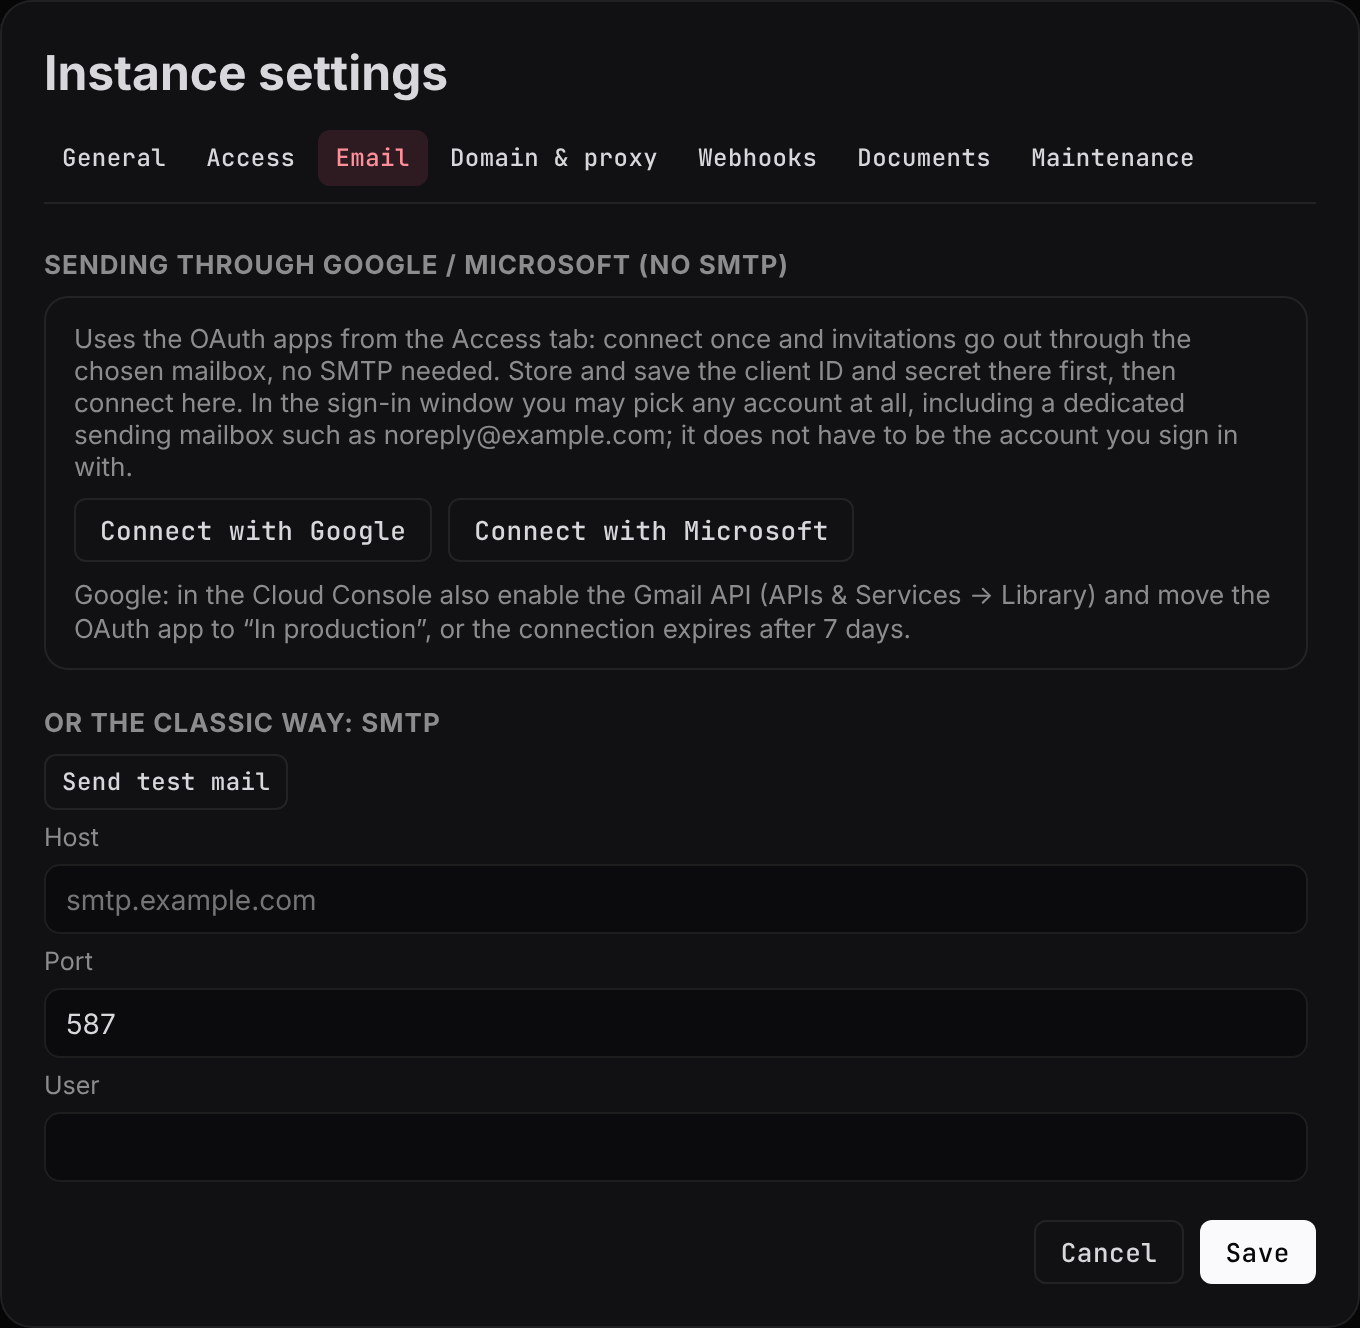 Instance settings
General Access Email Domain & proxy Webhooks Documents Maintenance
SENDING THROUGH GOOGLE / MICROSOFT (NO SMTP)
Uses the OAuth apps from the Access tab: connect once and invitations go out through the
chosen mailbox, no SMTP needed. Store and save the client ID and secret there first, then
connect here. In the sign-in window you may pick any account at all, including a dedicated
sending mailbox such as noreply@example.com; it does not have to be the account you sign in
with.
Connect with Google Connect with Microsoft
Google: in the Cloud Console also enable the Gmail API (APIs & Services → Library) and move the
OAuth app to “In production”, or the connection expires after 7 days.
OR THE CLASSIC WAY: SMTP
Send test mail
Host
smtp.example.com
Port
587
User
Cancel Save